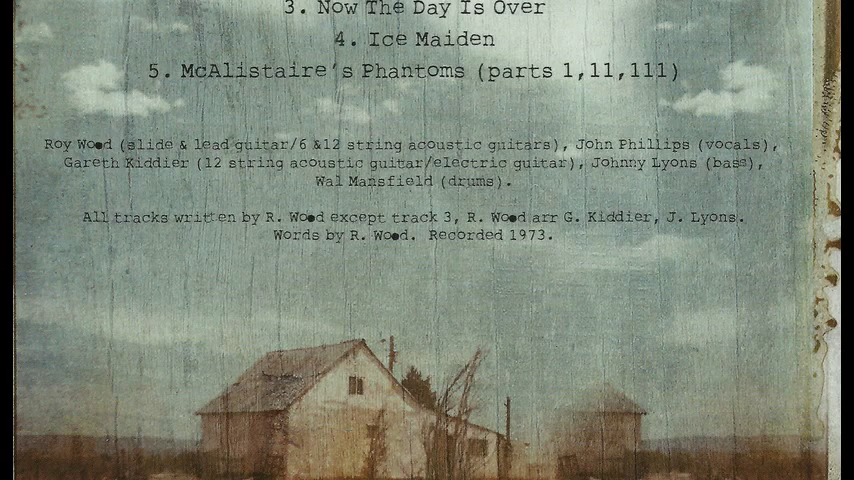 3. Now The Day Is Over
4. Ice Maiden
5. McAlistaire's Phantoms (parts 1,11,111)
Roy Wood (slide & lead guitar/6 &12 string acoustic guitars), John Phillips (vocals),
Gareth Kiddier (12 string acoustic guitar/electric guitar), Johnny Lyons (bass),
Wal Mansfield (drums).
All tracks written by R. Wood except track 3, R. Wood arr G. Kiddier, J. Lyons.
Words by R. Wood. Recorded 1973.